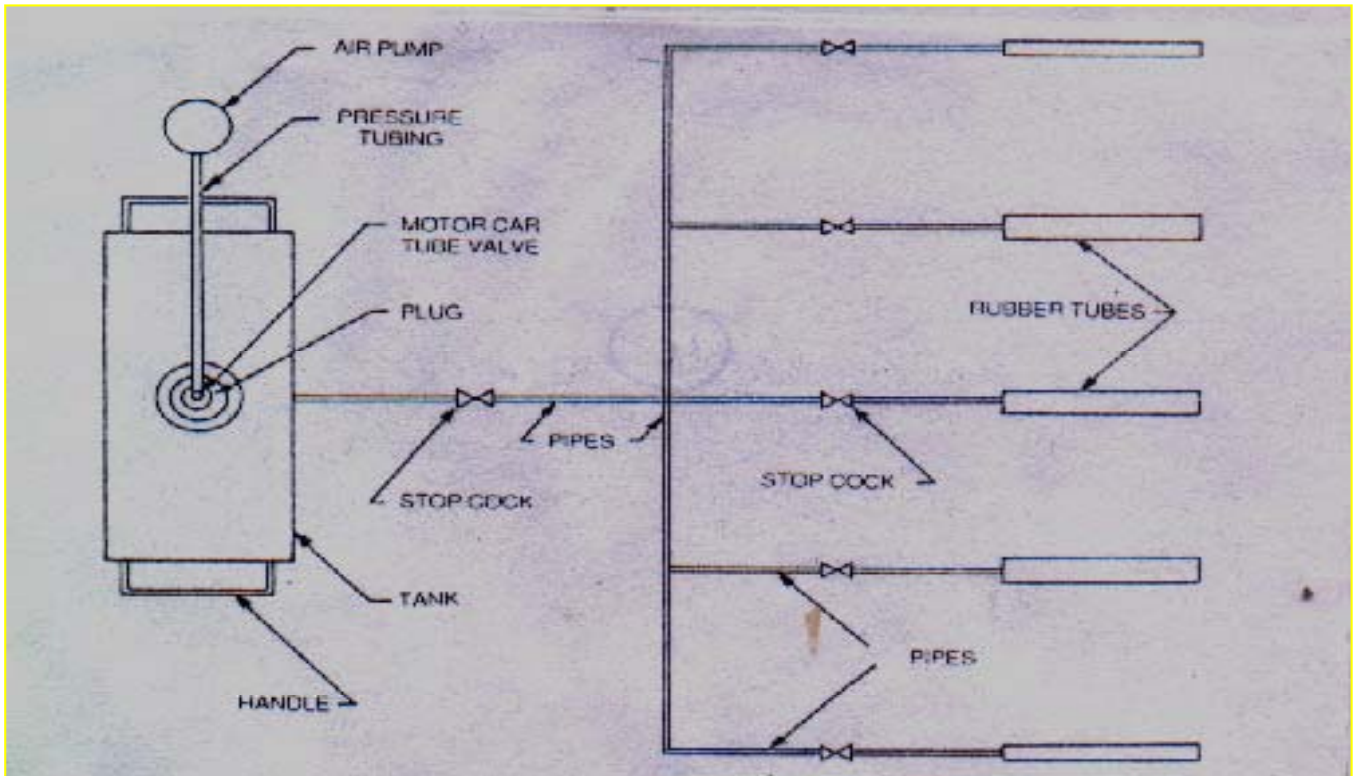 AIR PUMP
PRESSURE
TUBING
MOTOR CAR
TUBE VALVE
PLUG
RUBBER TUBES
PIPES
STOP COCK
STOP COCK
TANK
PIPES
HANDLE